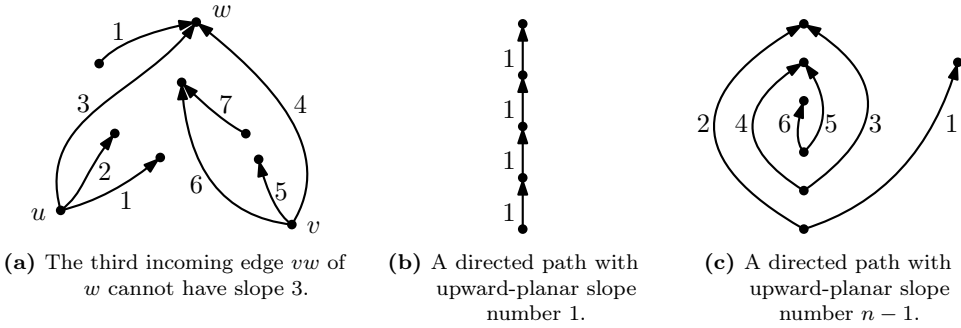 1 w
3 7 4
2 1 6 5
u v
1
1
1
1
2 4 6 5 3 1
(a) The third incoming edge vw of
w cannot have slope 3.
(b) A directed path with
upward-planar slope
number 1.
(c) A directed path with
upward-planar slope
number n − 1.